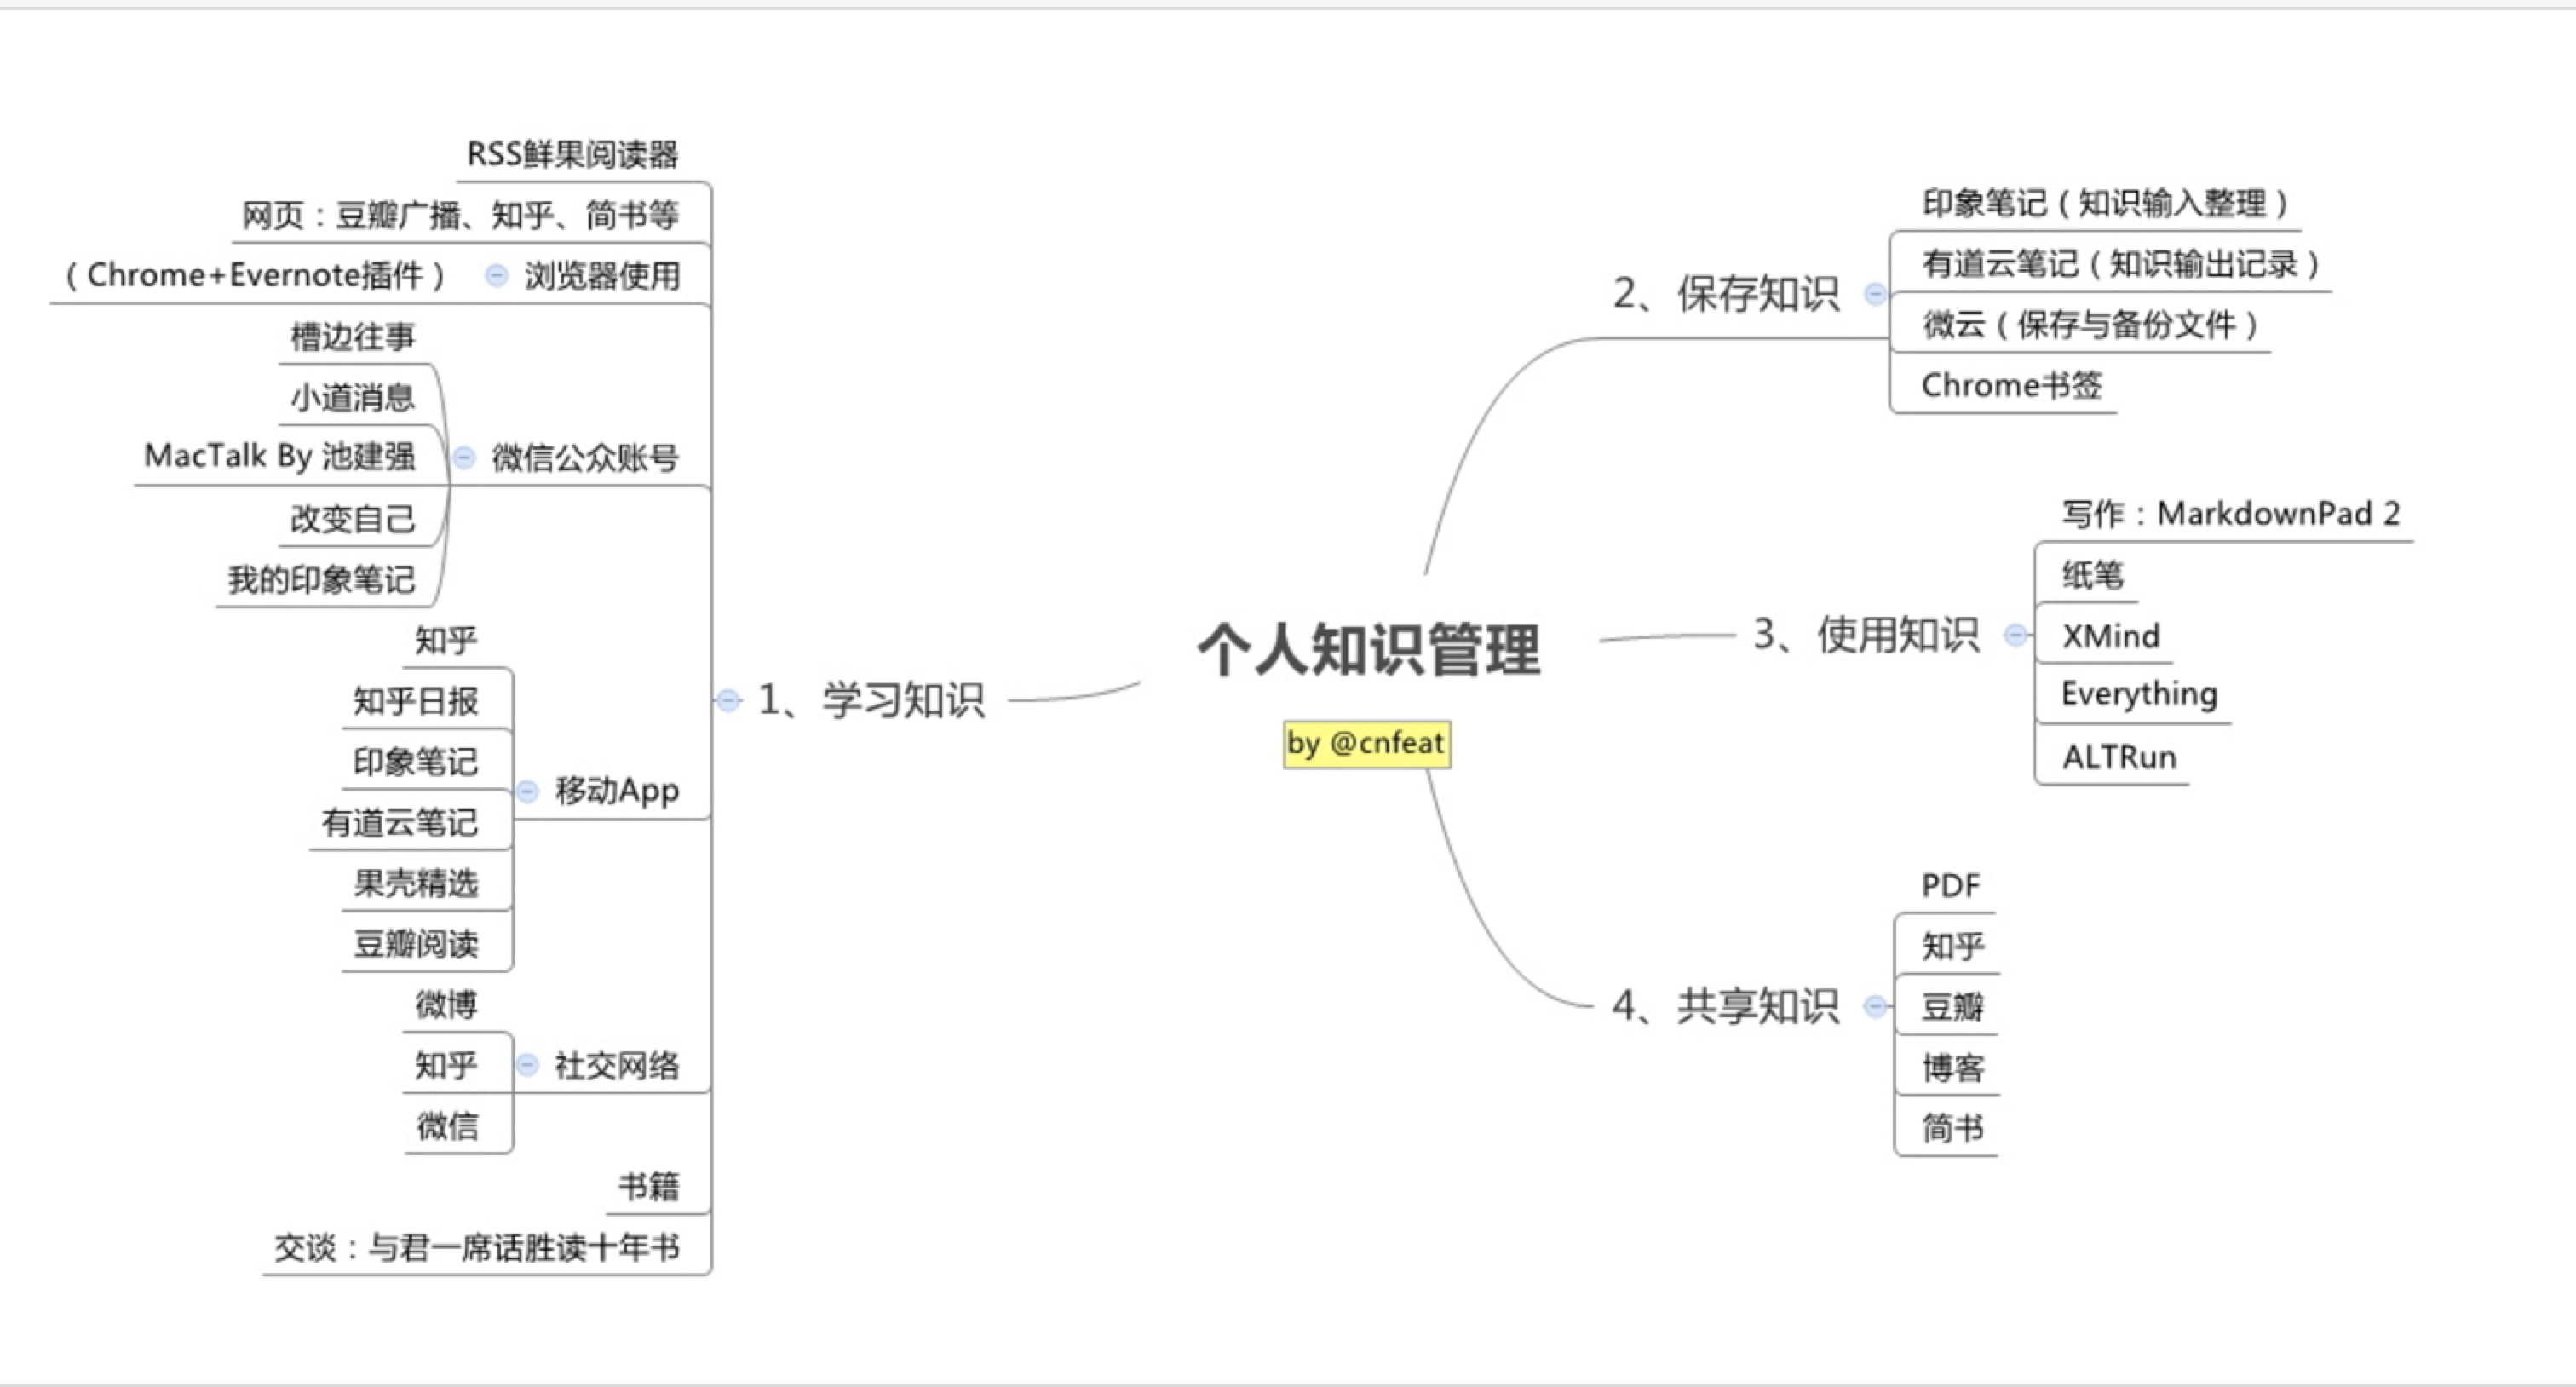 个人知识管理
by @cnfeat
1、学习知识
RSS鲜果阅读器
网页：豆瓣广播、知乎、简书等
浏览器使用
（Chrome+Evernote插件）
微信公众账号
槽边往事
小道消息
MacTalk By 池建强
改变自己
我的印象笔记
移动App
知乎
知乎日报
印象笔记
有道云笔记
果壳精选
豆瓣阅读
社交网络
微博
知乎
微信
书籍
交谈：与君一席话胜读十年书
2、保存知识
印象笔记（知识输入整理）
有道云笔记（知识输出记录）
微云（保存与备份文件）
Chrome书签
3、使用知识
写作：MarkdownPad 2
纸笔
XMind
Everything
ALTRun
4、共享知识
PDF
知乎
豆瓣
博客
简书